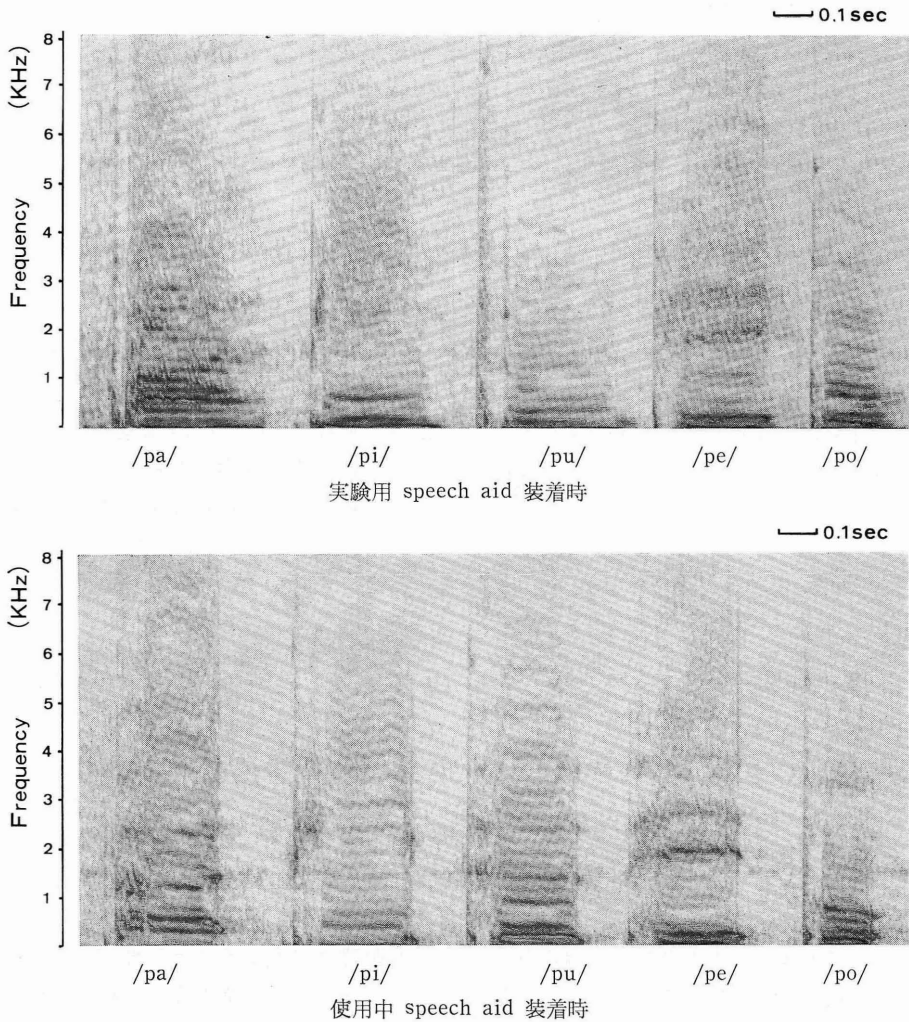 0.1sec
Frequency (KHz)
8
7
6
5
4
3
2
1
/pa/ /pi/ /pu/ /pe/ /po/
実験用 speech aid 装着時
0.1sec
Frequency (KHz)
8
7
6
5
4
3
2
1
/pa/ /pi/ /pu/ /pe/ /po/
使用中 speech aid 装着時